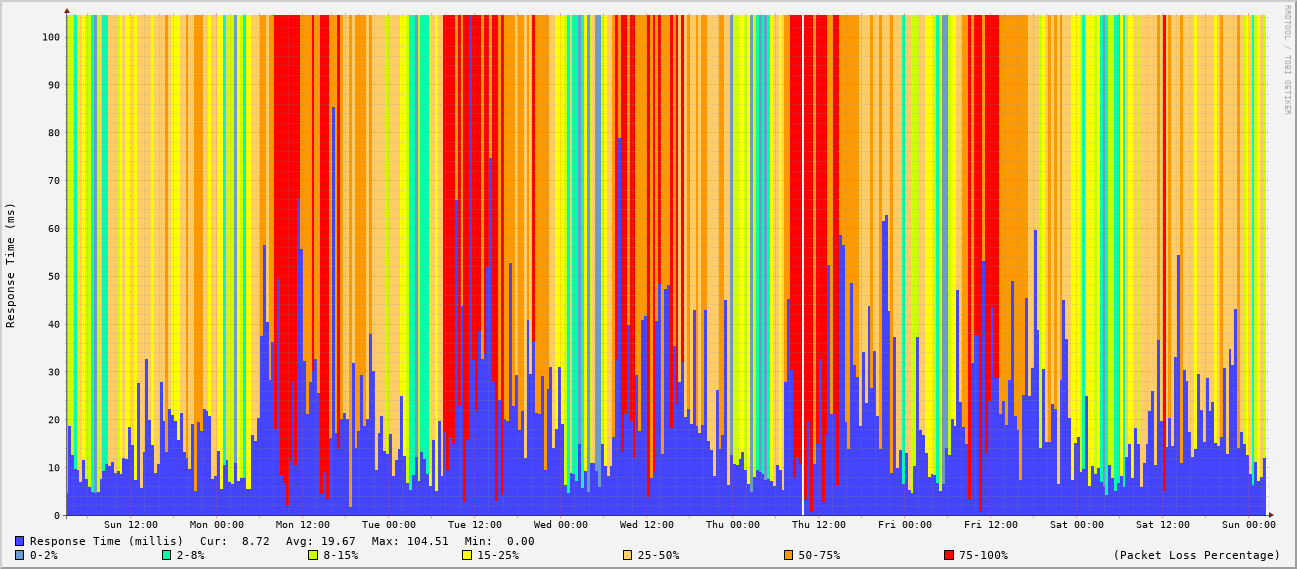 RRDTOOL / TOBI OETIKER
Response Time (ms)
100
90
80
70
60
50
40
30
20
10
0
Sun 12:00 Mon 00:00 Mon 12:00 Tue 00:00 Tue 12:00 Wed 00:00 Wed 12:00 Thu 00:00 Thu 12:00 Fri 00:00 Fri 12:00 Sat 00:00 Sat 12:00 Sun 00:00
Response Time (millis) Cur: 8.72 Avg: 19.67 Max: 104.51 Min: 0.00
0-2% 2-8% 8-15% 15-25% 25-50% 50-75% 75-100% (Packet Loss Percentage)